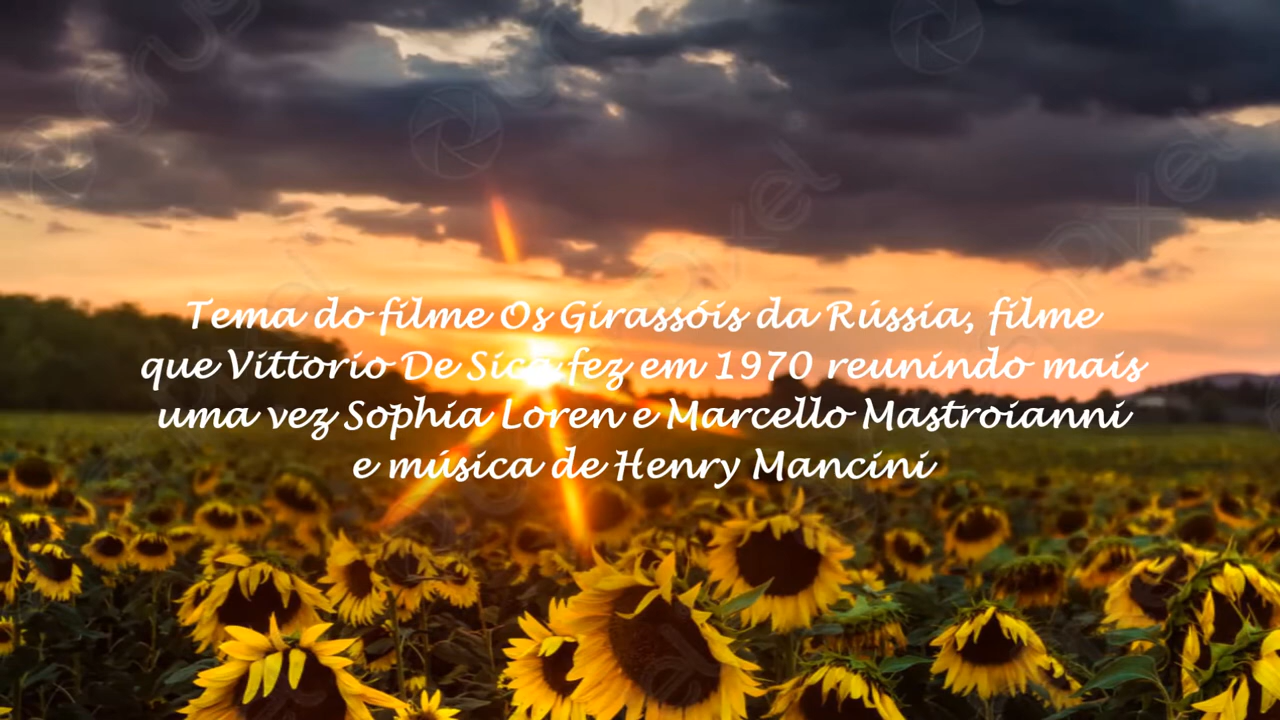 Tema do filme Os Girassóis da Rússia, filme
que Vittorio De Sica fez em 1970 reunindo mais
uma vez Sophia Loren e Marcello Mastroianni
e música de Henry Mancini